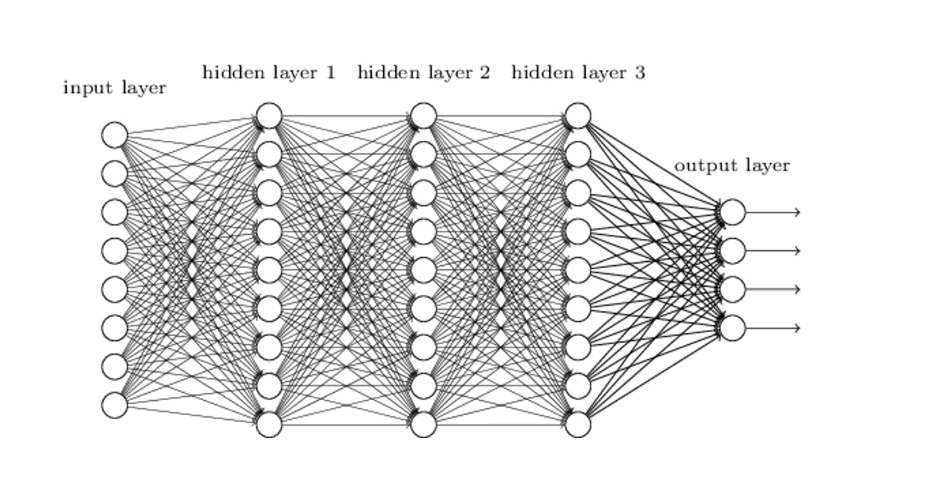 input layer
hidden layer 1
hidden layer 2
hidden layer 3
output layer